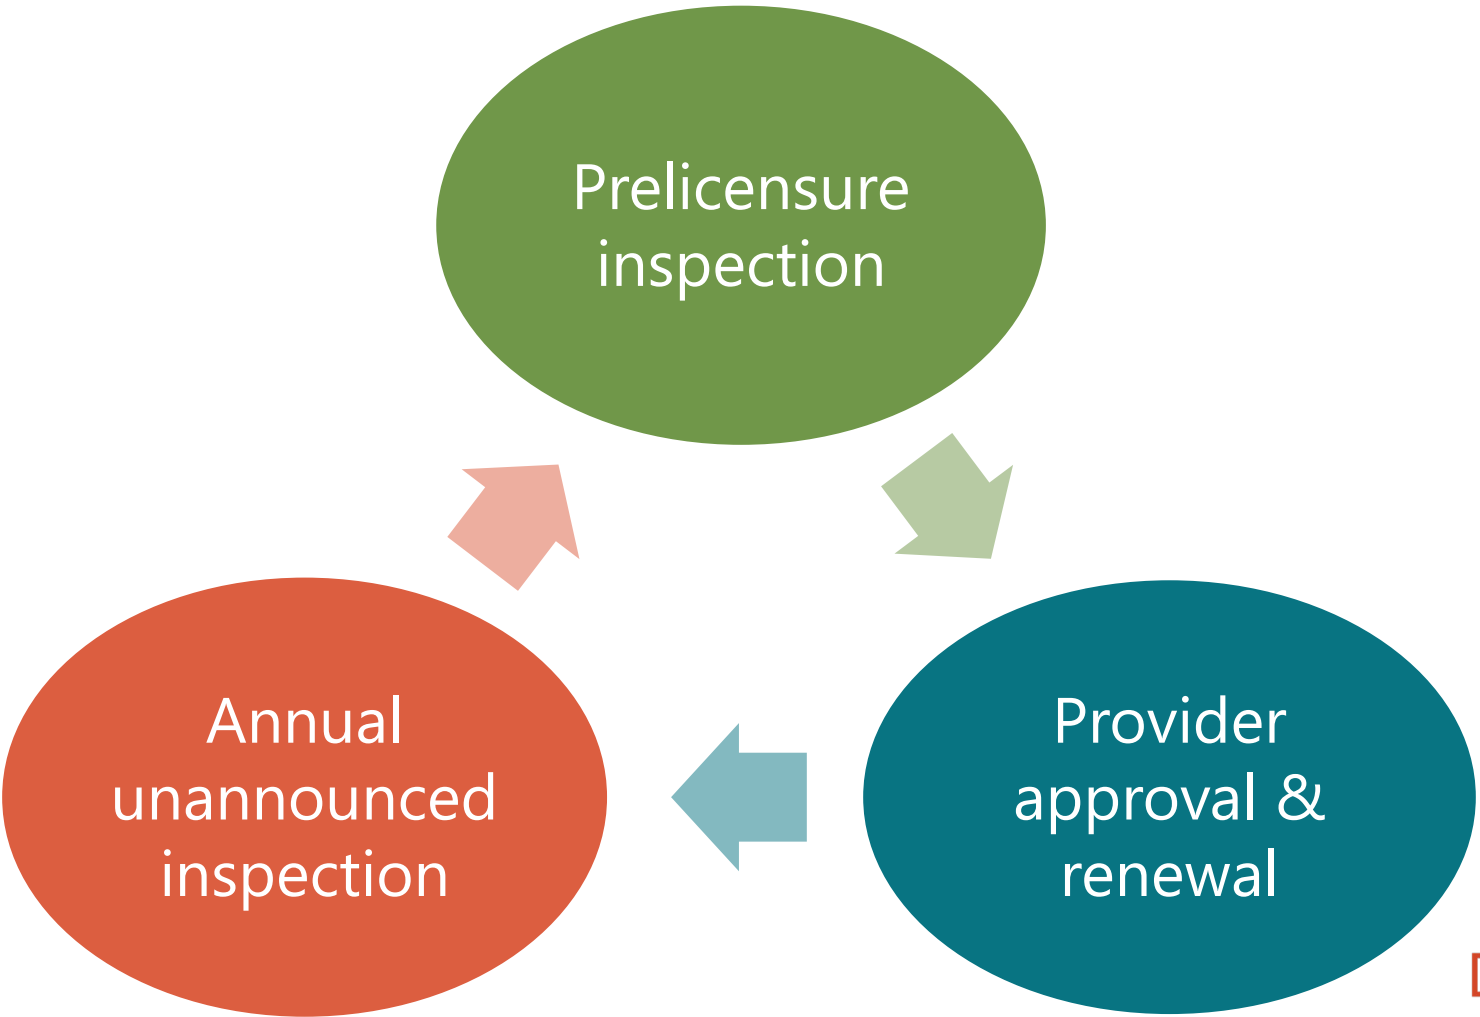 Prelicensure
inspection
Annual
unannounced
inspection
Provider
approval &
renewal